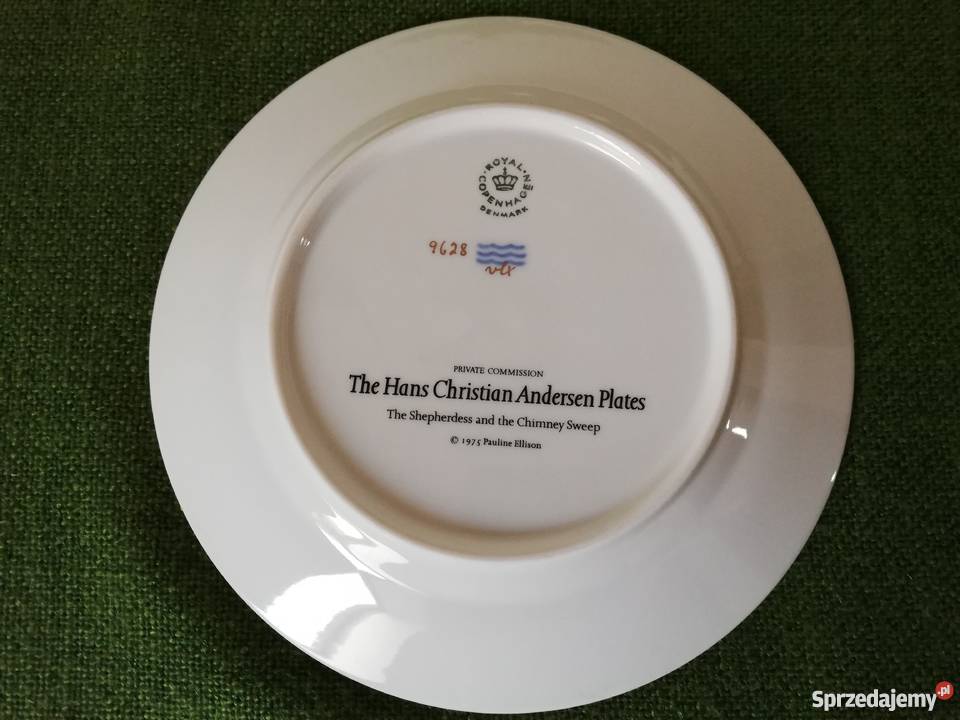 ROYAL
COPENHAGEN
DENMARK
9628
PRIVATE COMMISSION
The Hans Christian Andersen Plates
The Shepherdess and the Chimney Sweep
© 1975 Pauline Ellison
Sprzedajemy.pl